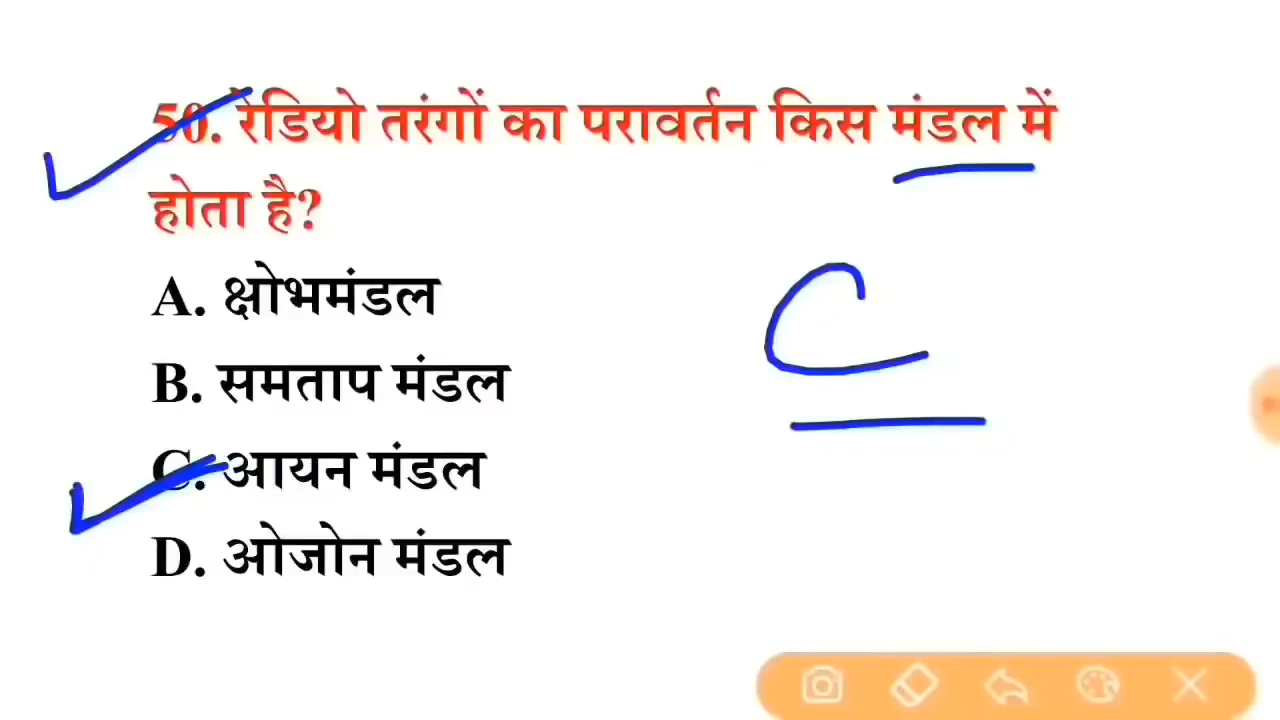 50. रेडियो तरंगों का परावर्तन किस मंडल में
होता है?
A. क्षोभमंडल
B. समताप मंडल
C. आयन मंडल
D. ओजोन मंडल
C